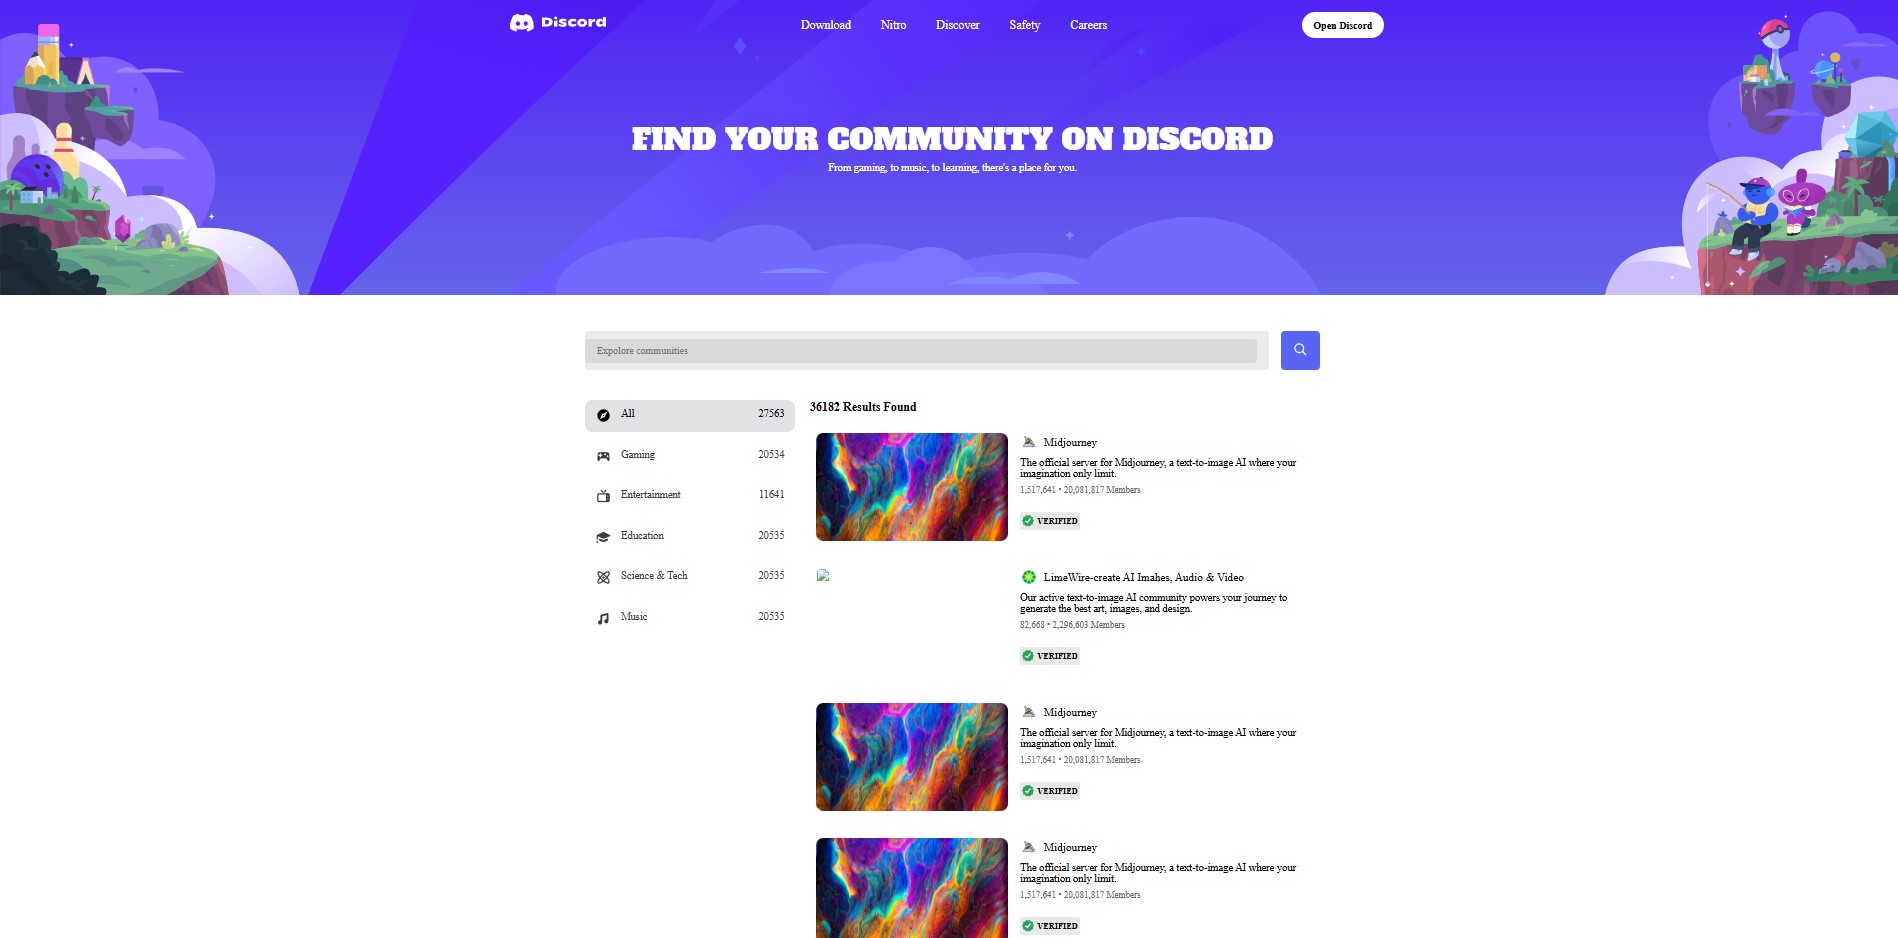 Discord
Download Nitro Discover Safety Careers
Open Discord
FIND YOUR COMMUNITY ON DISCORD
From gaming, to music, to learning, there's a place for you.
Expolore communities
All 27563
Gaming 20534
Entertainment 11641
Education 20535
Science & Tech 20535
Music 20535
36182 Results Found
Midjourney
The official server for Midjourney, a text-to-image AI where your
imagination only limit.
1,517,641 • 20,081,817 Members
VERIFIED
LimeWire-create AI Imahes, Audio & Video
Our active text-to-image AI community powers your journey to
generate the best art, images, and design.
82,668 • 2,296,603 Members
VERIFIED
Midjourney
The official server for Midjourney, a text-to-image AI where your
imagination only limit.
1,517,641 • 20,081,817 Members
VERIFIED
Midjourney
The official server for Midjourney, a text-to-image AI where your
imagination only limit.
1,517,641 • 20,081,817 Members
VERIFIED